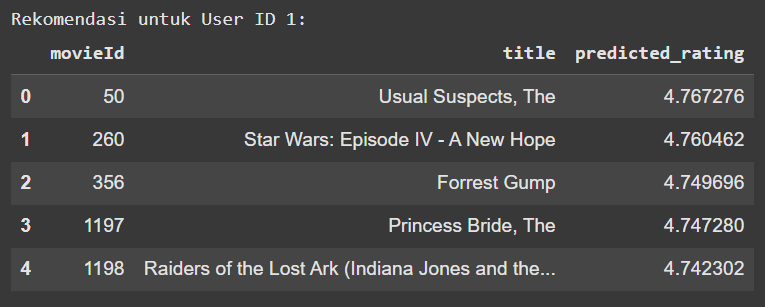 Rekomendasi untuk User ID 1:
movieId title predicted_rating
0 50 Usual Suspects, The 4.767276
1 260 Star Wars: Episode IV - A New Hope 4.760462
2 356 Forrest Gump 4.749696
3 1197 Princess Bride, The 4.747280
4 1198 Raiders of the Lost Ark (Indiana Jones and the... 4.742302